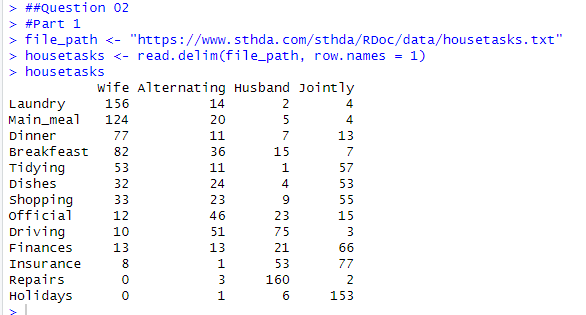 > ##Question 02
> #Part 1
> file_path <- "https://www.sthda.com/sthda/RDoc/data/housetasks.txt"
> housetasks <- read.delim(file_path, row.names = 1)
> housetasks
           Wife Alternating Husband Jointly
Laundry     156          14       2       4
Main_meal   124          20       5       4
Dinner       77          11       7      13
Breakfeast   82          36      15       7
Tidying      53          11       1      57
Dishes       32          24       4      53
Shopping     33          23       9      55
Official     12          46      23      15
Driving      10          51      75       3
Finances     13          13      21      66
Insurance     8           1      53      77
Repairs       0           3     160       2
Holidays      0           1       6     153
>